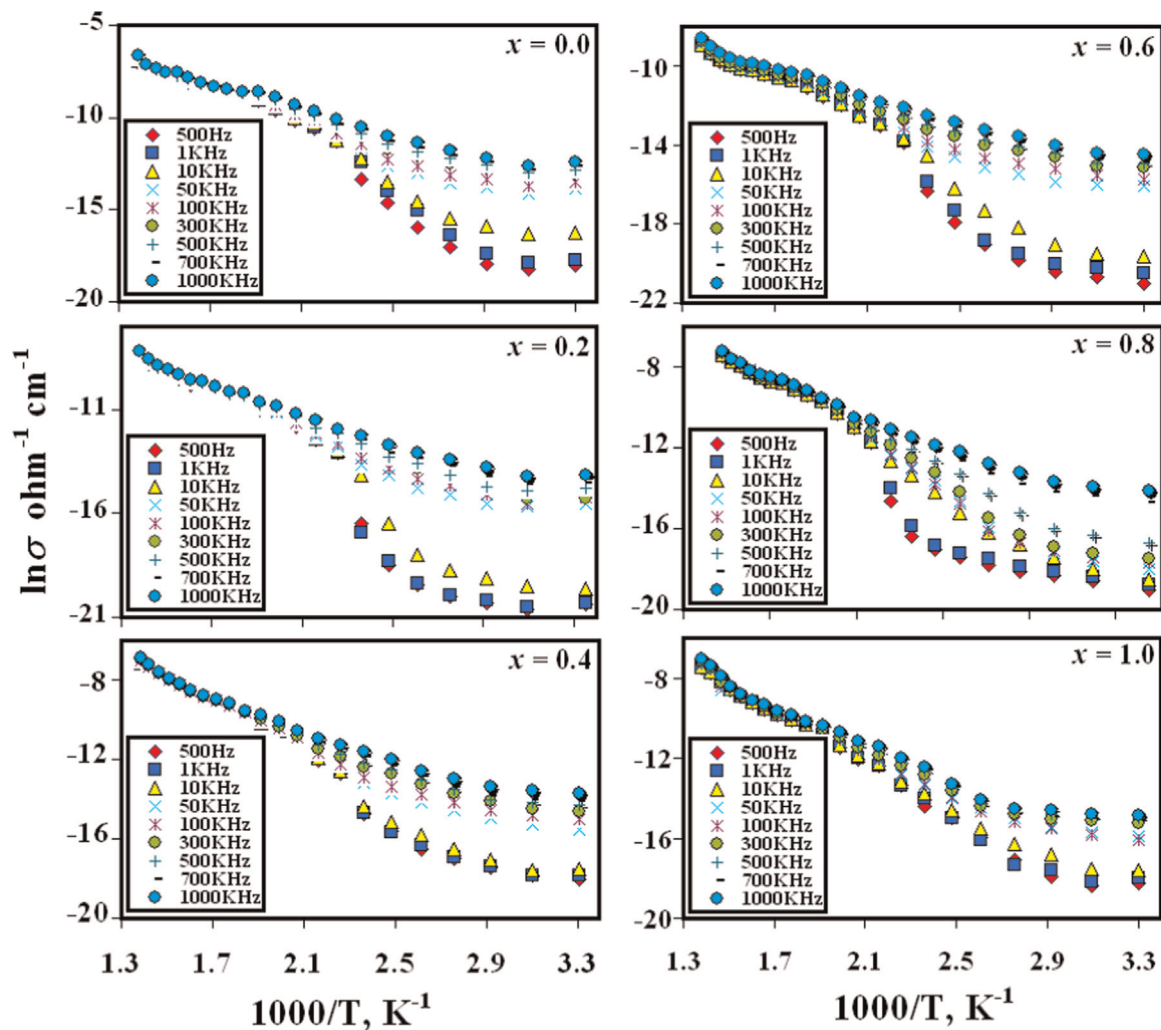 -5
-10
-15
-20
x = 0.0
500Hz
1KHz
10KHz
50KHz
100KHz
300KHz
500KHz
700KHz
1000KHz
-10
-14
-18
-22
x = 0.6
500Hz
1KHz
10KHz
50KHz
100KHz
300KHz
500KHz
700KHz
1000KHz
lnσ ohm⁻¹ cm⁻¹
-11
-16
-21
x = 0.2
500Hz
1KHz
10KHz
50KHz
100KHz
300KHz
500KHz
700KHz
1000KHz
-8
-12
-16
-20
x = 0.8
500Hz
1KHz
10KHz
50KHz
100KHz
300KHz
500KHz
700KHz
1000KHz
-8
-12
-16
-20
x = 0.4
500Hz
1KHz
10KHz
50KHz
100KHz
300KHz
500KHz
700KHz
1000KHz
-8
-12
-16
-20
x = 1.0
500Hz
1KHz
10KHz
50KHz
100KHz
300KHz
500KHz
700KHz
1000KHz
1.3 1.7 2.1 2.5 2.9 3.3
1.3 1.7 2.1 2.5 2.9 3.3
1000/T, K⁻¹
1000/T, K⁻¹